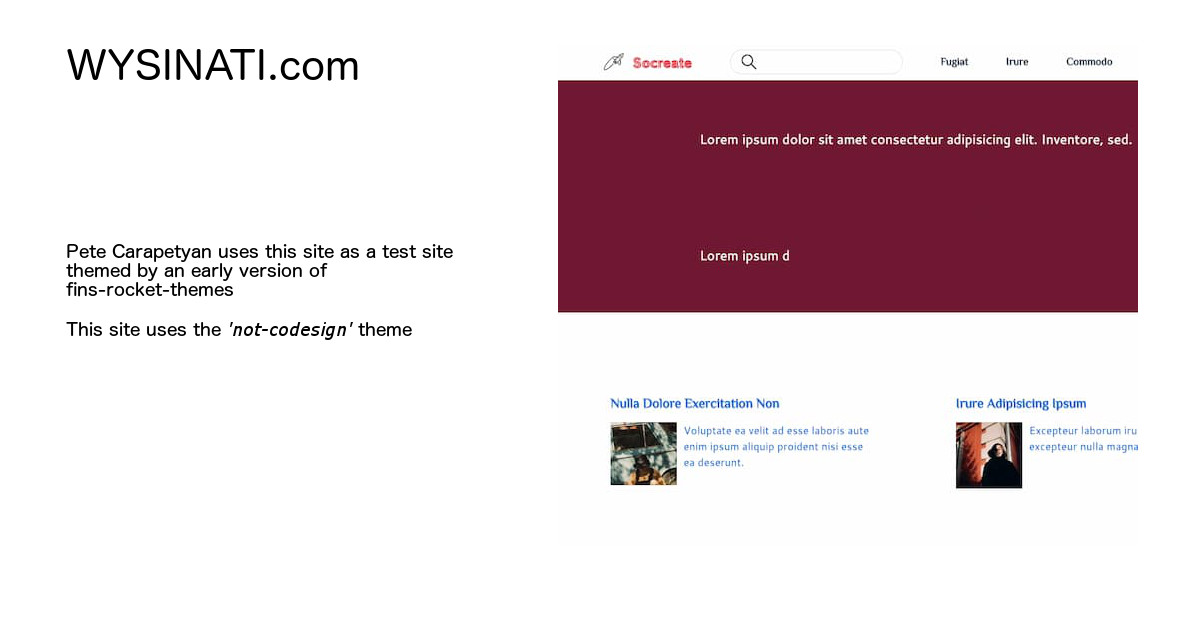 WYSINATI.com
Pete Carapetyan uses this site as a test site
themed by an early version of
fins-rocket-themes
This site uses the 'not-codesign' theme
Socreate
Fugiat
Irure
Commodo
Lorem ipsum dolor sit amet consectetur adipisicing elit. Inventore, sed.
Lorem ipsum d
Nulla Dolore Exercitation Non
Voluptate ea velit ad esse laboris aute
enim ipsum aliquip proident nisi esse
ea deserunt.
Irure Adipisicing Ipsum
Excepteur laborum iru
excepteur nulla magna